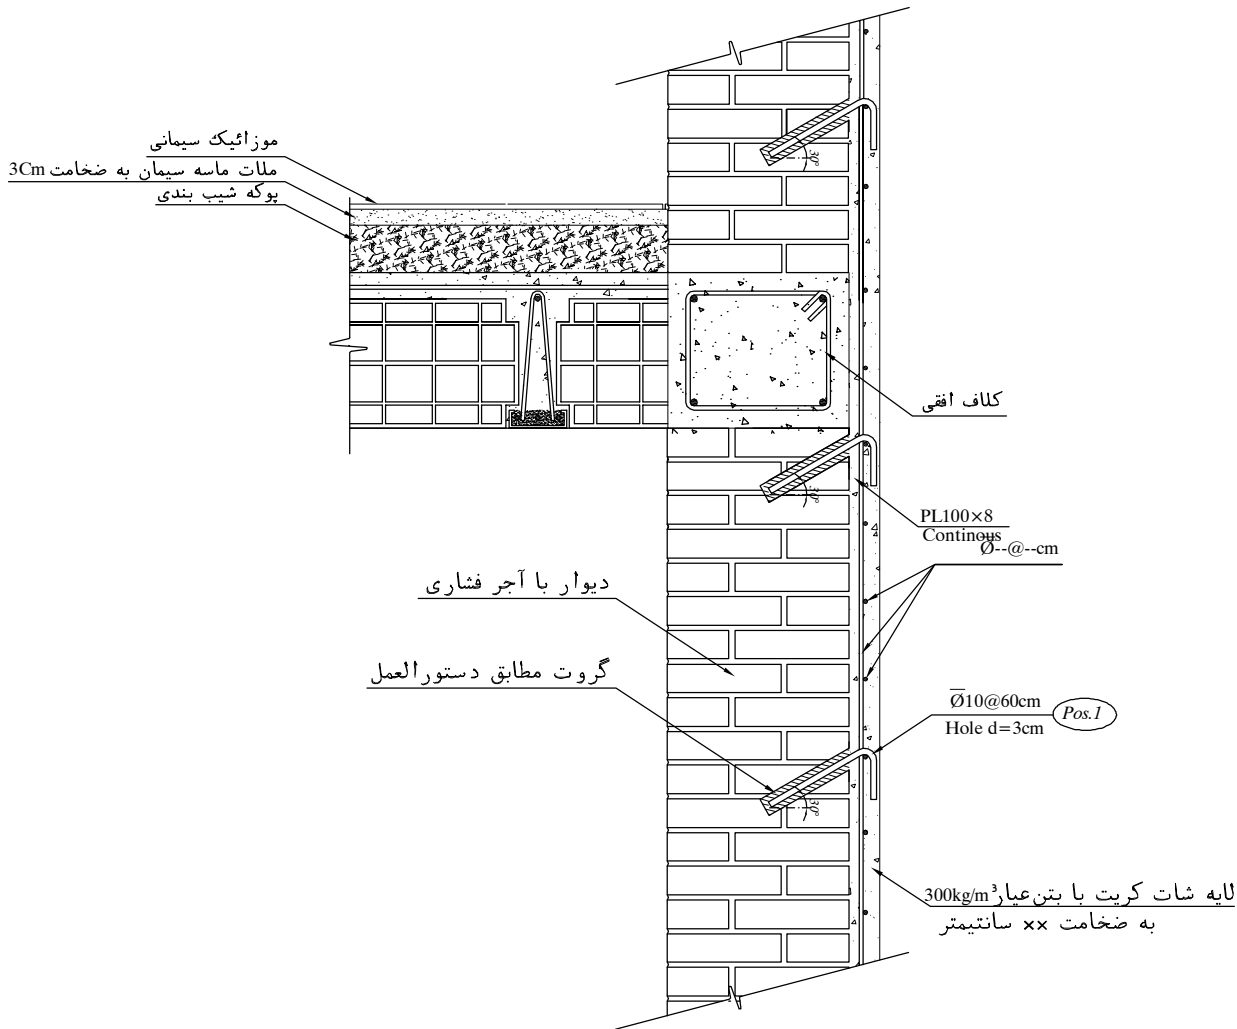 موزائیک سیمانی
ملات ماسه سیمان به ضخامت 3Cm
پوکه شیب بندی
30°
کلاف افقی
30°
PL100×8
Continous
Ø--@--cm
دیوار با آجر فشاری
گروت مطابق دستورالعمل
Ø10@60cm
Hole d=3cm
Pos.1
30°
لایه شات کریت با بتن عیار 300kg/m³
به ضخامت ×× سانتیمتر